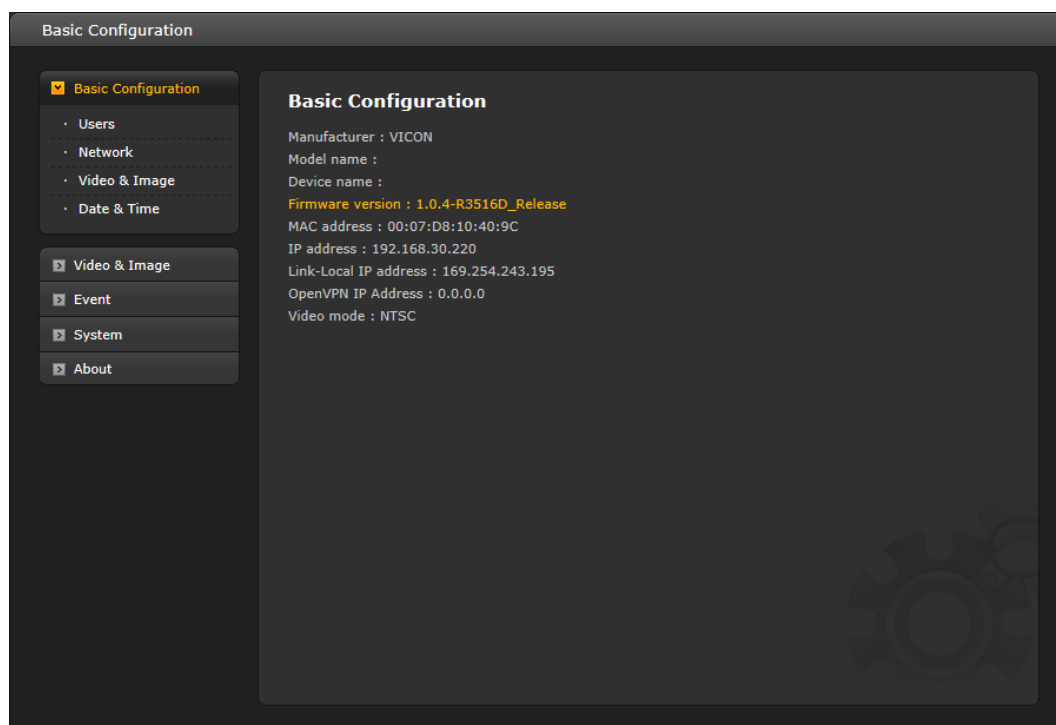 Basic Configuration
Basic Configuration
· Users
· Network
· Video & Image
· Date & Time
Video & Image
Event
System
About
Basic Configuration
Manufacturer : VICON
Model name :
Device name :
Firmware version : 1.0.4-R3516D_Release
MAC address : 00:07:D8:10:40:9C
IP address : 192.168.30.220
Link-Local IP address : 169.254.243.195
OpenVPN IP Address : 0.0.0.0
Video mode : NTSC